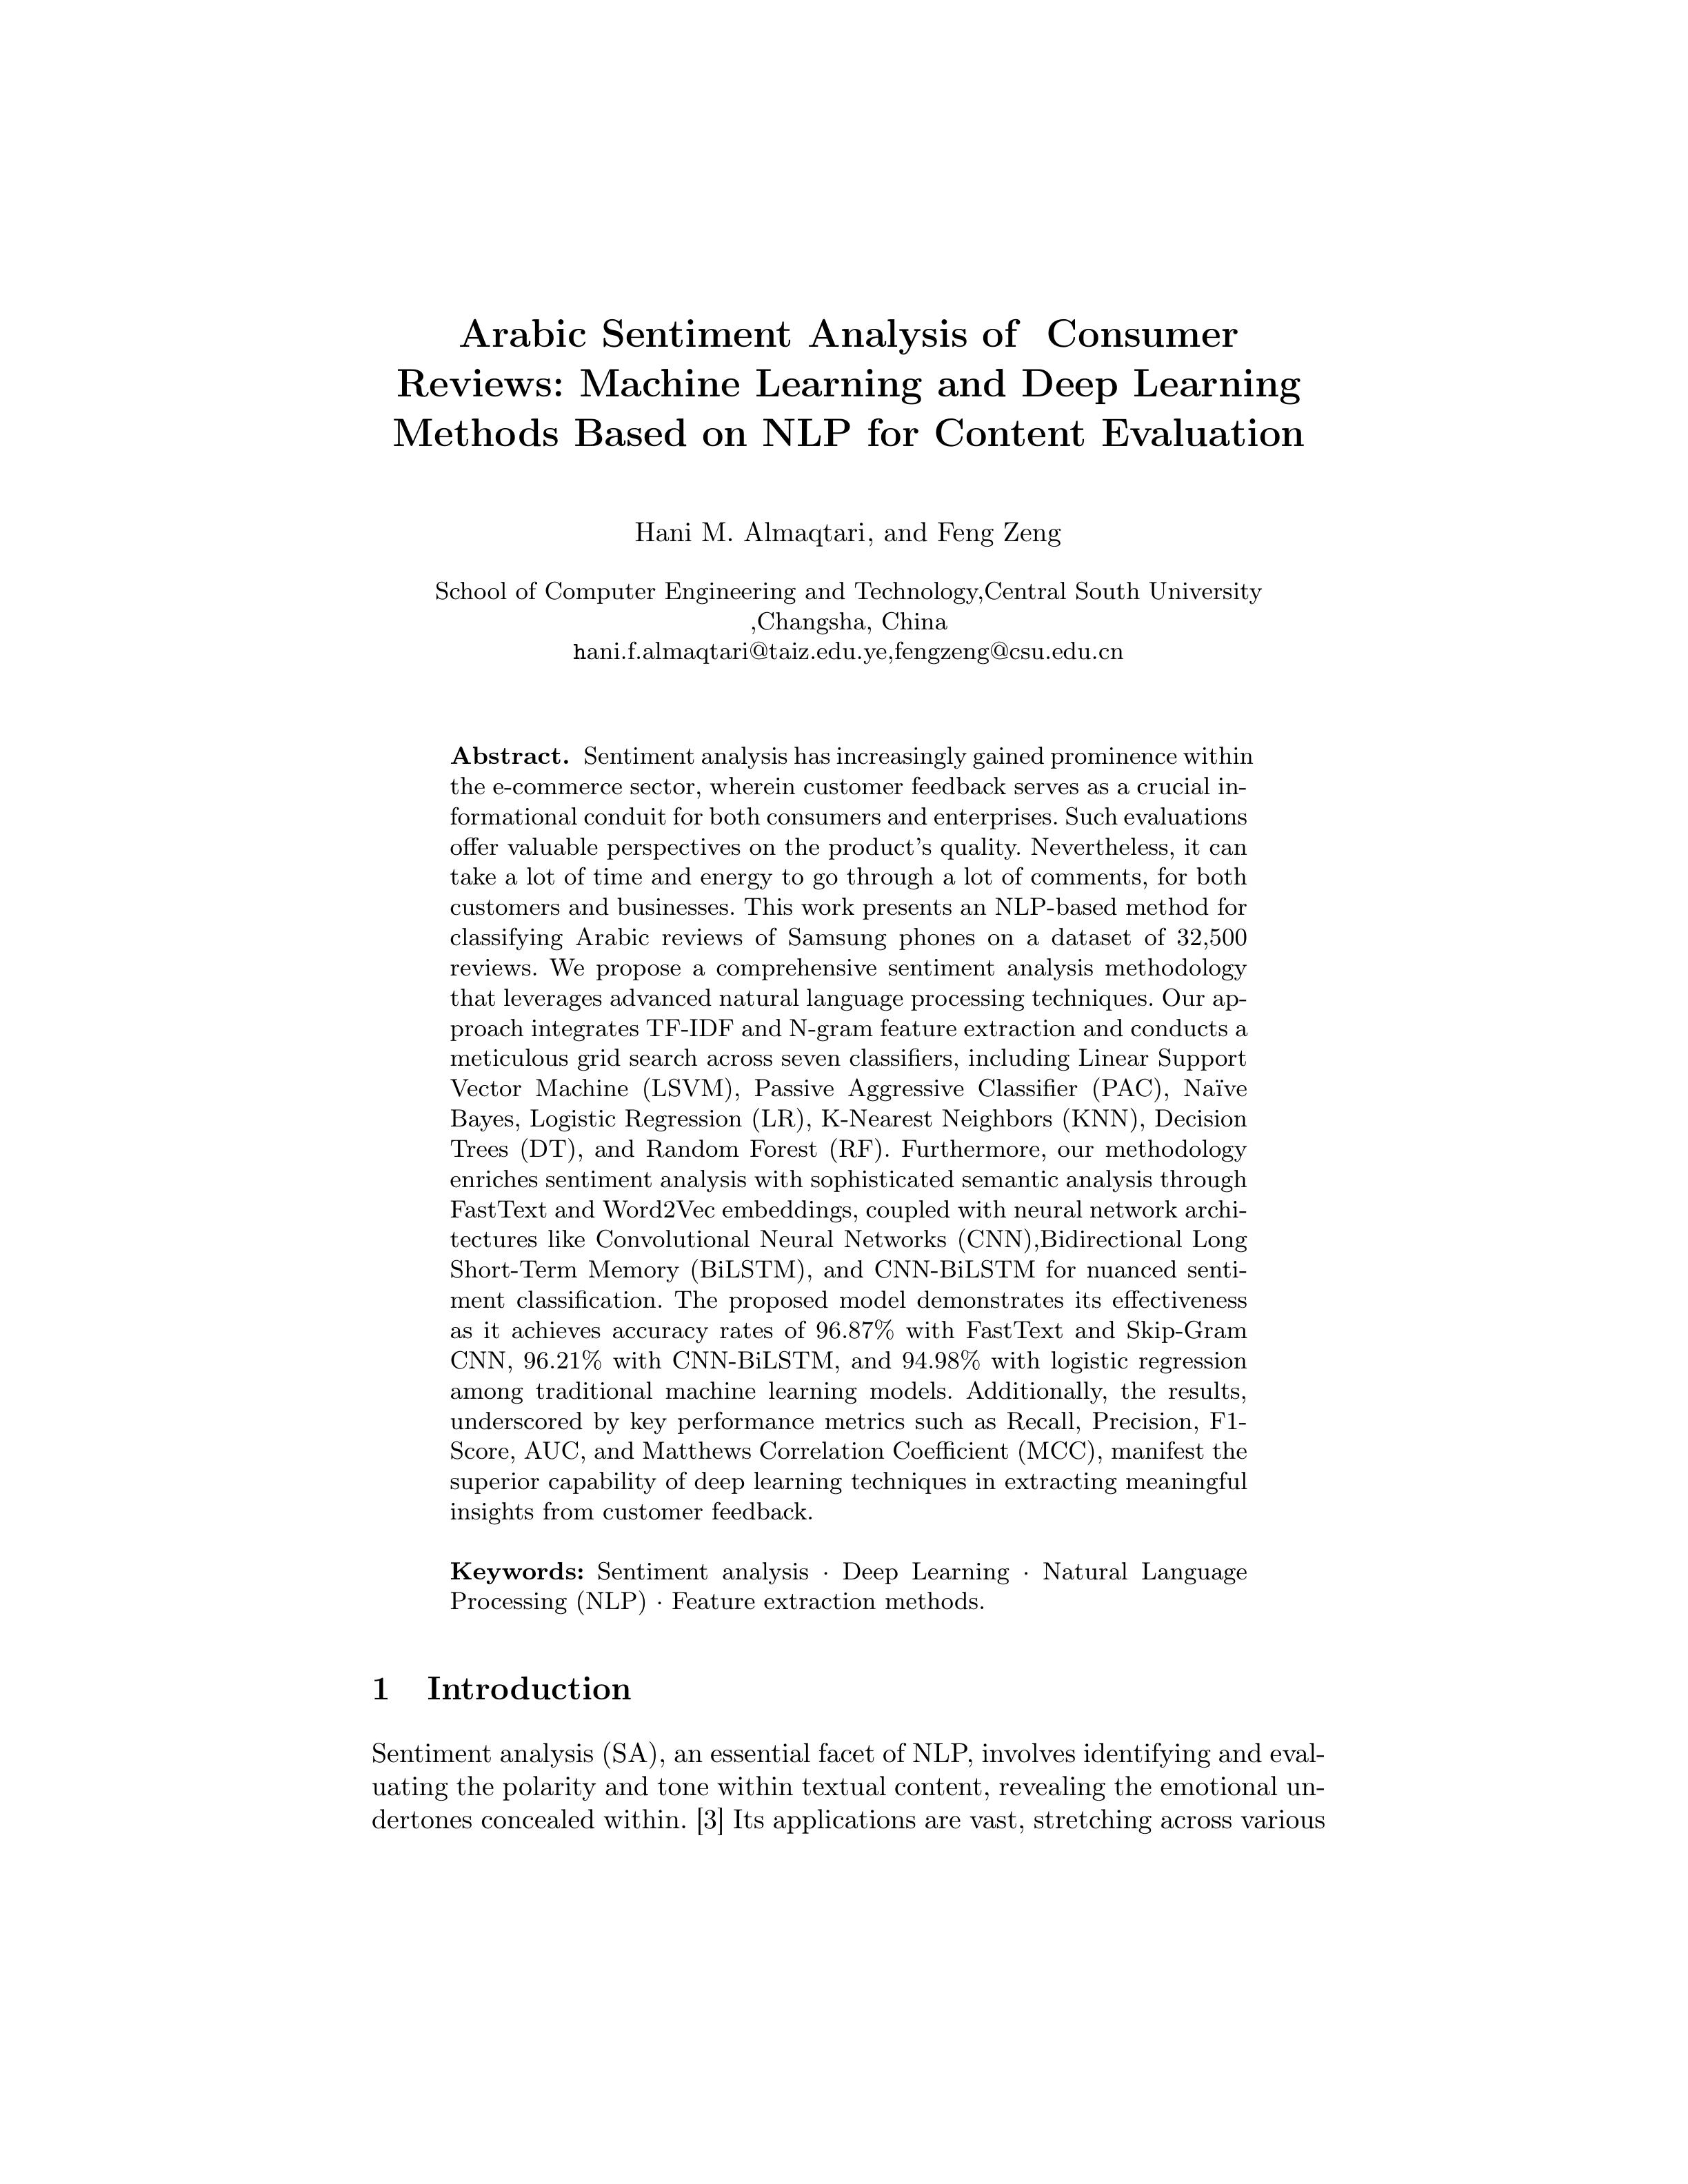 Arabic Sentiment Analysis of Consumer
Reviews: Machine Learning and Deep Learning
Methods Based on NLP for Content Evaluation
Hani M. Almaqtari, and Feng Zeng
School of Computer Engineering and Technology,Central South University
,Changsha, China
hani.f.almaqtari@taiz.edu.ye,fengzeng@csu.edu.cn
Abstract. Sentiment analysis has increasingly gained prominence within
the e-commerce sector, wherein customer feedback serves as a crucial in-
formational conduit for both consumers and enterprises. Such evaluations
offer valuable perspectives on the product's quality. Nevertheless, it can
take a lot of time and energy to go through a lot of comments, for both
customers and businesses. This work presents an NLP-based method for
classifying Arabic reviews of Samsung phones on a dataset of 32,500
reviews. We propose a comprehensive sentiment analysis methodology
that leverages advanced natural language processing techniques. Our ap-
proach integrates TF-IDF and N-gram feature extraction and conducts a
meticulous grid search across seven classifiers, including Linear Support
Vector Machine (LSVM), Passive Aggressive Classifier (PAC), Naïve
Bayes, Logistic Regression (LR), K-Nearest Neighbors (KNN), Decision
Trees (DT), and Random Forest (RF). Furthermore, our methodology
enriches sentiment analysis with sophisticated semantic analysis through
FastText and Word2Vec embeddings, coupled with neural network archi-
tectures like Convolutional Neural Networks (CNN),Bidirectional Long
Short-Term Memory (BiLSTM), and CNN-BiLSTM for nuanced senti-
ment classification. The proposed model demonstrates its effectiveness
as it achieves accuracy rates of 96.87% with FastText and Skip-Gram
CNN, 96.21% with CNN-BiLSTM, and 94.98% with logistic regression
among traditional machine learning models. Additionally, the results,
underscored by key performance metrics such as Recall, Precision, F1-
Score, AUC, and Matthews Correlation Coefficient (MCC), manifest the
superior capability of deep learning techniques in extracting meaningful
insights from customer feedback.
Keywords: Sentiment analysis · Deep Learning · Natural Language
Processing (NLP) · Feature extraction methods.
1 Introduction
Sentiment analysis (SA), an essential facet of NLP, involves identifying and eval-
uating the polarity and tone within textual content, revealing the emotional un-
dertones concealed within. [3] Its applications are vast, stretching across various